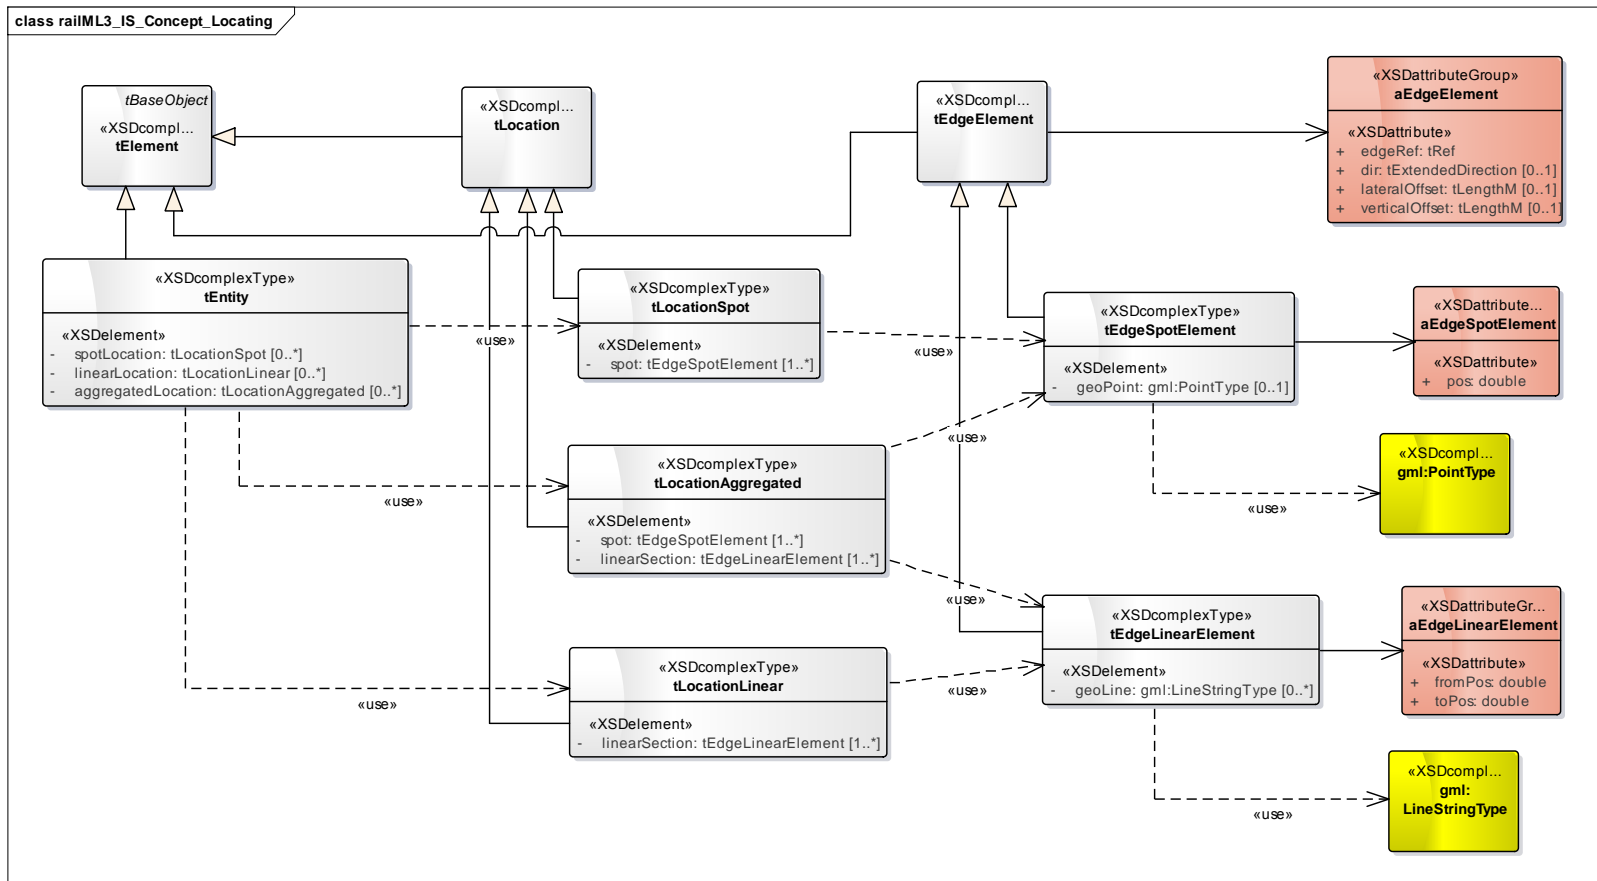 class railML3_IS_Concept_Locating
tBaseObject
«XSDcompl...
tElement
«XSDcompl...
tLocation
«XSDcompl...
tEdgeElement
«XSDattributeGroup»
aEdgeElement
«XSDattribute»
+ edgeRef: tRef
+ dir: tExtendedDirection [0..1]
+ lateralOffset: tLengthM [0..1]
+ verticalOffset: tLengthM [0..1]
«XSDcomplexType»
tEntity
«XSDelement»
- spotLocation: tLocationSpot [0..*]
- linearLocation: tLocationLinear [0..*]
- aggregatedLocation: tLocationAggregated [0..*]
«use»
«XSDcomplexType»
tLocationSpot
«XSDelement»
- spot: tEdgeSpotElement [1..*]
«use»
«XSDcomplexType»
tEdgeSpotElement
«XSDelement»
- geoPoint: gml:PointType [0..1]
«XSDattribute...
aEdgeSpotElement
«XSDattribute»
+ pos: double
«use»
«XSDcompl...
gml:PointType
«use»
«use»
«XSDcomplexType»
tLocationAggregated
«XSDelement»
- spot: tEdgeSpotElement [1..*]
- linearSection: tEdgeLinearElement [1..*]
«use»
«XSDcomplexType»
tEdgeLinearElement
«XSDelement»
- geoLine: gml:LineStringType [0..*]
«XSDattributeGr...
aEdgeLinearElement
«XSDattribute»
+ fromPos: double
+ toPos: double
«use»
«XSDcomplexType»
tLocationLinear
«XSDelement»
- linearSection: tEdgeLinearElement [1..*]
«use»
«XSDcompl...
gml:
LineStringType
«use»